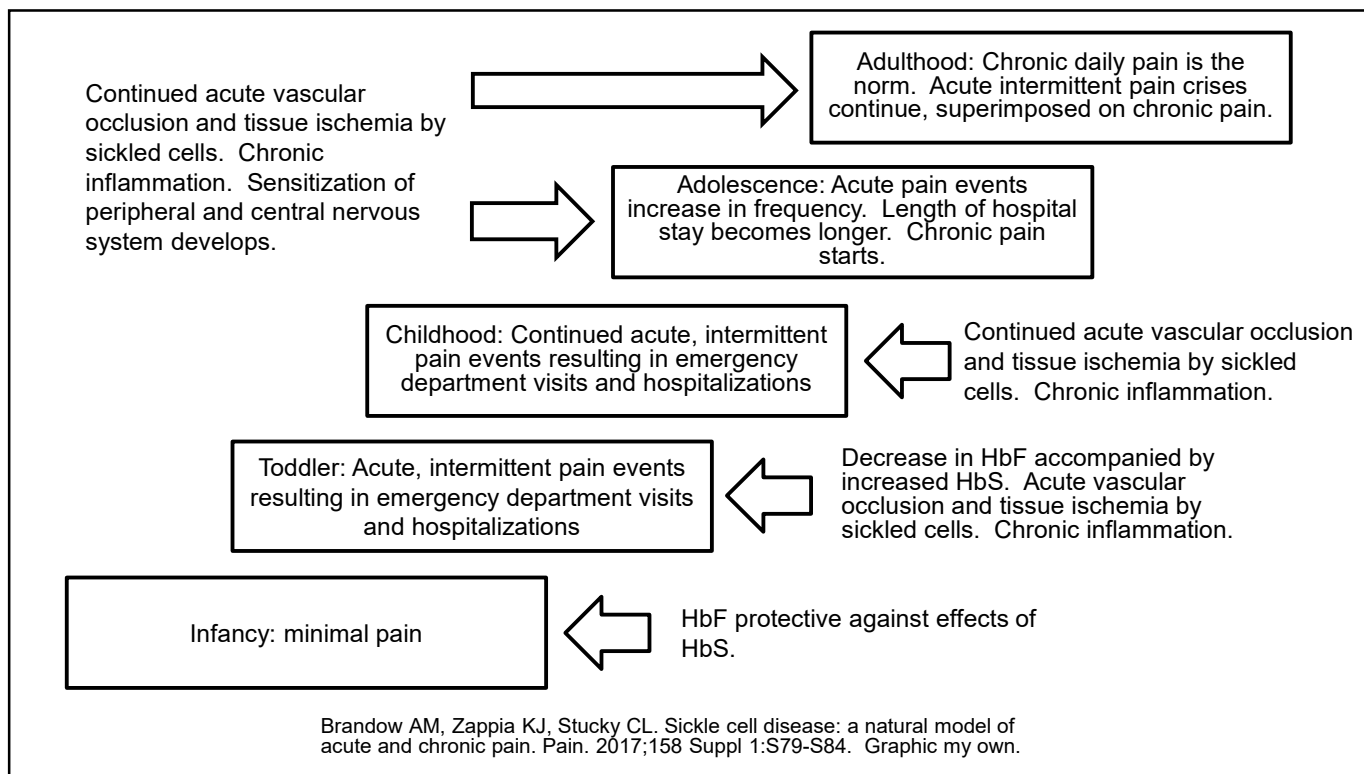 Adulthood: Chronic daily pain is the
norm.  Acute intermittent pain crises
continue, superimposed on chronic pain.
Continued acute vascular
occlusion and tissue ischemia by
sickled cells.  Chronic
inflammation.  Sensitization of
peripheral and central nervous
system develops.
Adolescence: Acute pain events
increase in frequency.  Length of hospital
stay becomes longer.  Chronic pain
starts.
Childhood: Continued acute, intermittent
pain events resulting in emergency
department visits and hospitalizations
Continued acute vascular occlusion
and tissue ischemia by sickled
cells.  Chronic inflammation.
Toddler: Acute, intermittent pain events
resulting in emergency department visits
and hospitalizations
Decrease in HbF accompanied by
increased HbS.  Acute vascular
occlusion and tissue ischemia by
sickled cells.  Chronic inflammation.
Infancy: minimal pain
HbF protective against effects of
HbS.
Brandow AM, Zappia KJ, Stucky CL. Sickle cell disease: a natural model of
acute and chronic pain. Pain. 2017;158 Suppl 1:S79-S84.  Graphic my own.